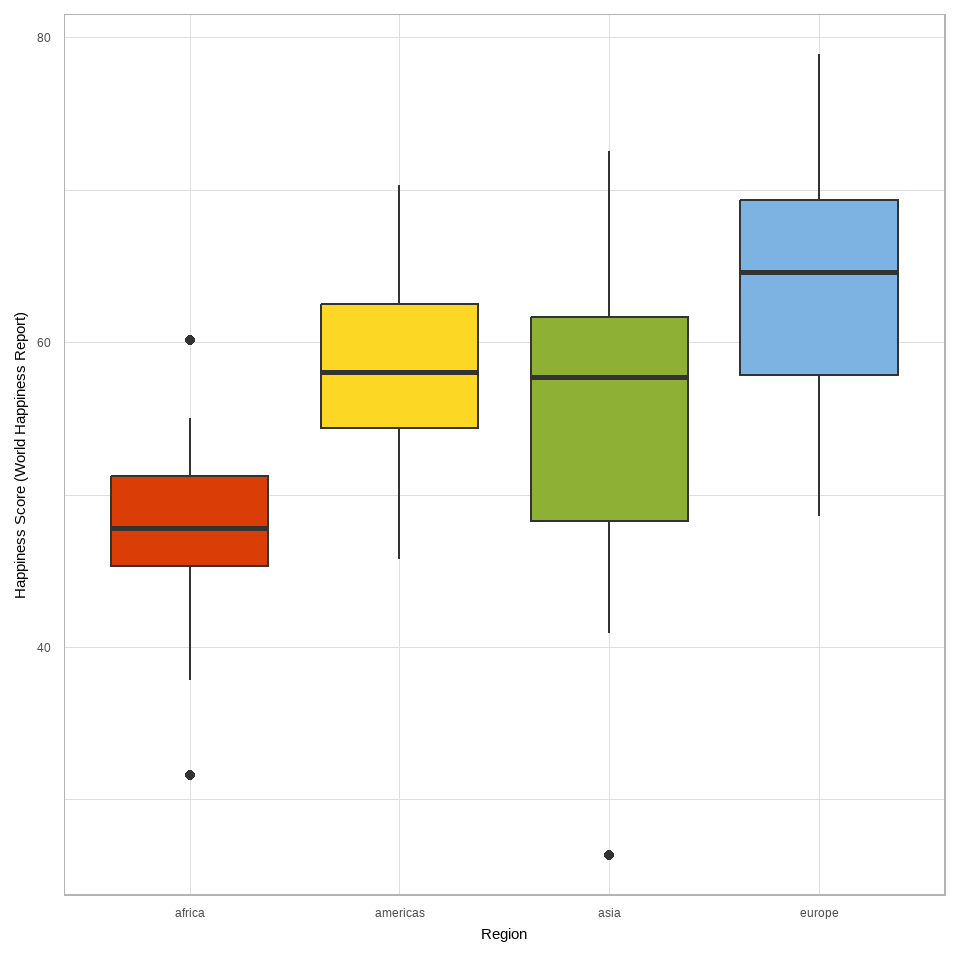 Happiness Score (World Happiness Report)
80
60
40
africa
americas
asia
europe
Region